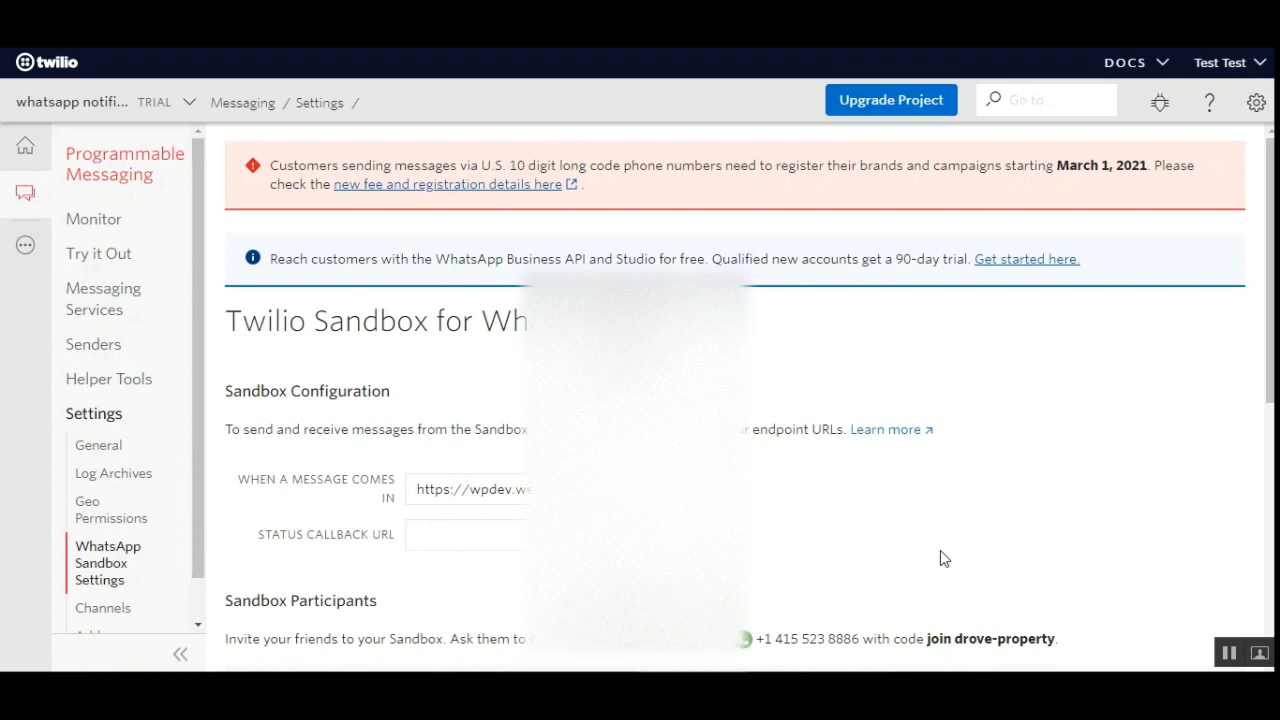 twilio
DOCS
Test Test
whatsapp notifi... TRIAL
Messaging / Settings /
Upgrade Project
Go to...
Programmable
Messaging
Monitor
Try it Out
Messaging
Services
Senders
Helper Tools
Settings
General
Log Archives
Geo
Permissions
WhatsApp
Sandbox
Settings
Channels
Customers sending messages via U.S. 10 digit long code phone numbers need to register their brands and campaigns starting March 1, 2021. Please
check the new fee and registration details here .
Reach customers with the WhatsApp Business API and Studio for free. Qualified new accounts get a 90-day trial. Get started here.
Twilio Sandbox for Wh
Sandbox Configuration
To send and receive messages from the Sandbox r endpoint URLs. Learn more
WHEN A MESSAGE COMES
IN
https://wpdev.we
STATUS CALLBACK URL
Sandbox Participants
Invite your friends to your Sandbox. Ask them to +1 415 523 8886 with code join drove-property.